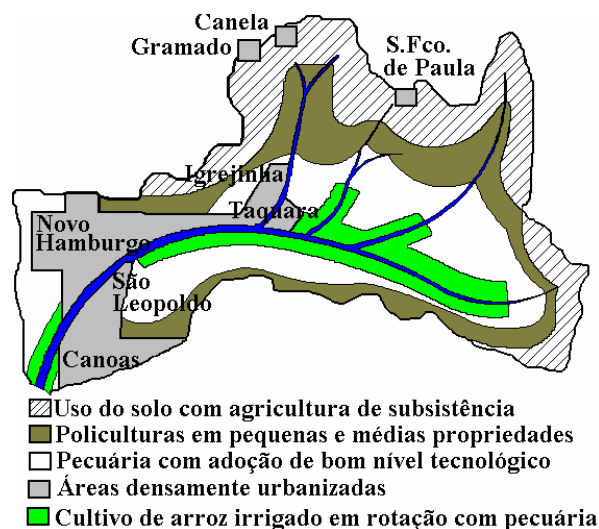 Canela
Gramado
S.Fco.
de Paula
Igrejinha
Taquara
Novo
Hamburgo
São
Leopoldo
Canoas
Uso do solo com agricultura de subsistência
Policulturas em pequenas e médias propriedades
Pecuária com adoção de bom nível tecnológico
Áreas densamente urbanizadas
Cultivo de arroz irrigado em rotação com pecuária